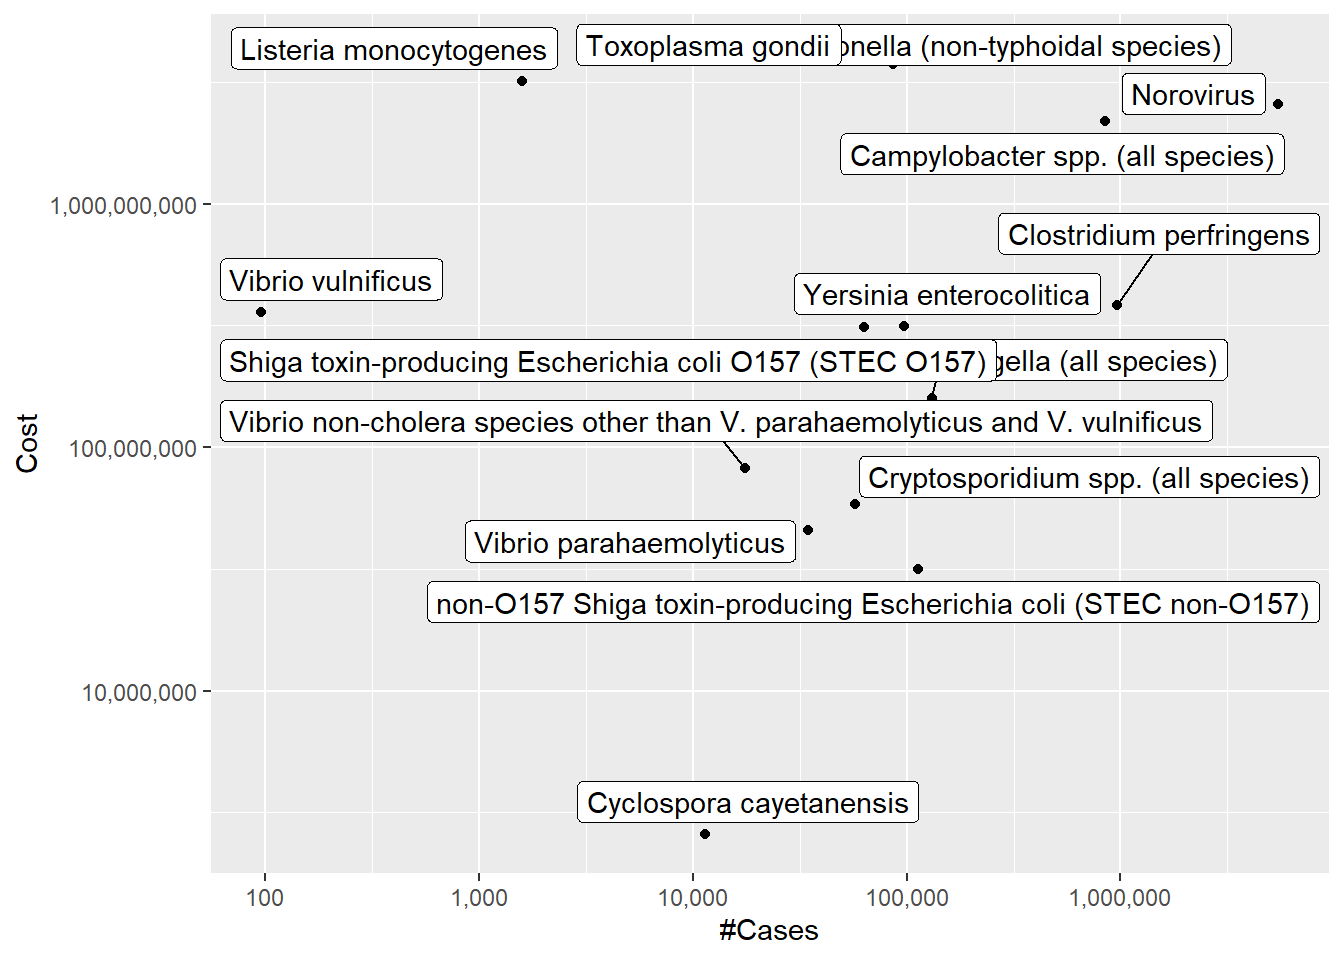 Listeria monocytogenes
Toxoplasma gondii
(non-typhoidal species)
Norovirus
Campylobacter spp. (all species)
1,000,000,000
Clostridium perfringens
Vibrio vulnificus
Yersinia enterocolitica
Shiga toxin-producing Escherichia coli O157 (STEC O157)
(all species)
Vibrio non-cholera species other than V. parahaemolyticus and V. vulnificus
Cost
100,000,000
Cryptosporidium spp. (all species)
Vibrio parahaemolyticus
non-O157 Shiga toxin-producing Escherichia coli (STEC non-O157)
10,000,000
Cyclospora cayetanensis
100 1,000 10,000 100,000 1,000,000
#Cases